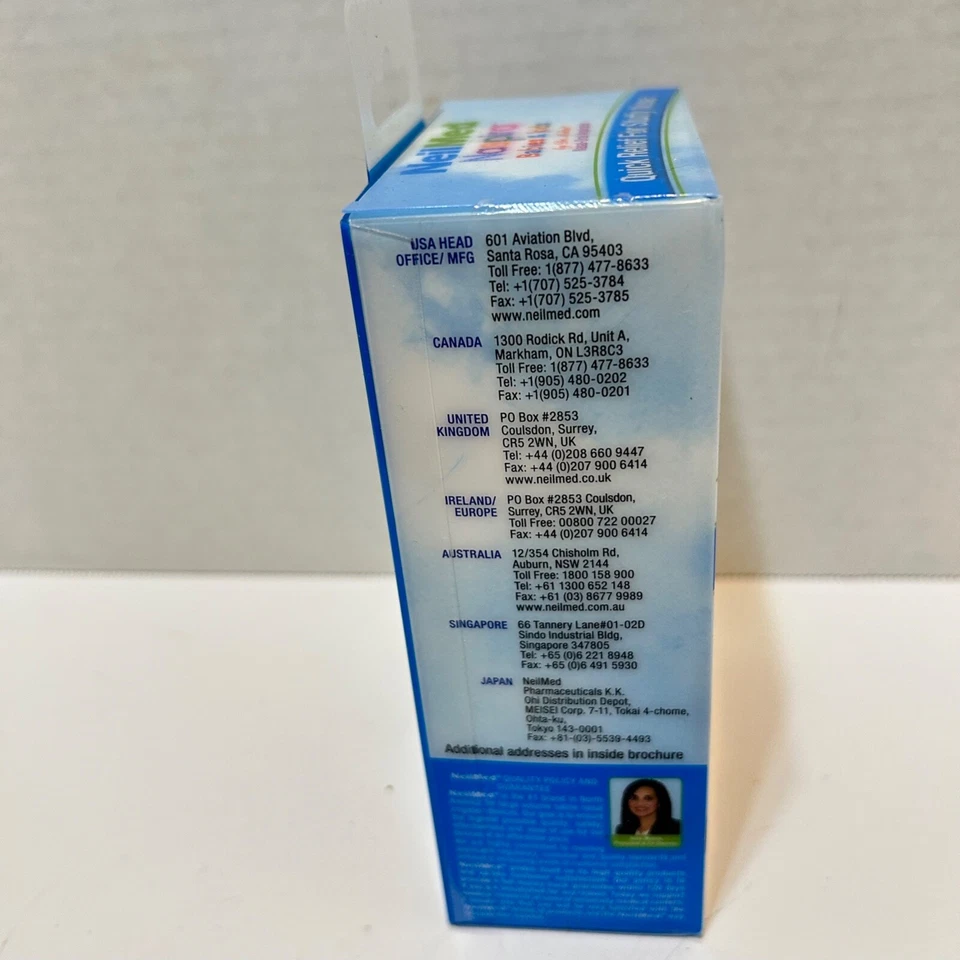 NeilMed
Naspira
Babies & Kids
Quick Relief For Stuffy Nose
USA HEAD OFFICE/ MFG
601 Aviation Blvd,
Santa Rosa, CA 95403
Toll Free: 1(877) 477-8633
Tel: +1(707) 525-3784
Fax: +1(707) 525-3785
www.neilmed.com
CANADA
1300 Rodick Rd, Unit A,
Markham, ON L3R8C3
Toll Free: 1(877) 477-8633
Tel: +1(905) 480-0202
Fax: +1(905) 480-0201
UNITED KINGDOM
PO Box #2853
Coulsdon, Surrey,
CR5 2WN, UK
Tel: +44 (0)208 660 9447
Fax: +44 (0)207 900 6414
www.neilmed.co.uk
IRELAND/ EUROPE
PO Box #2853 Coulsdon,
Surrey, CR5 2WN, UK
Toll Free: 00800 722 00027
Fax: +44 (0)207 900 6414
AUSTRALIA
12/354 Chisholm Rd,
Auburn, NSW 2144
Toll Free: 1800 158 900
Tel: +61 1300 652 148
Fax: +61 (03) 8677 9989
www.neilmed.com.au
SINGAPORE
66 Tannery Lane#01-02D
Sindo Industrial Bldg,
Singapore 347805
Tel: +65 (0)6 221 8948
Fax: +65 (0)6 491 5930
JAPAN
NeilMed
Pharmaceuticals K.K.
Ohi Distribution Depot,
MEISEI Corp. 7-11, Tokai 4-chome,
Ohta-ku,
Tokyo 143-0001
Fax: +81-(03)-5539-4493
Additional addresses in inside brochure
NeilMed QUALITY POLICY AND
GUARANTEE